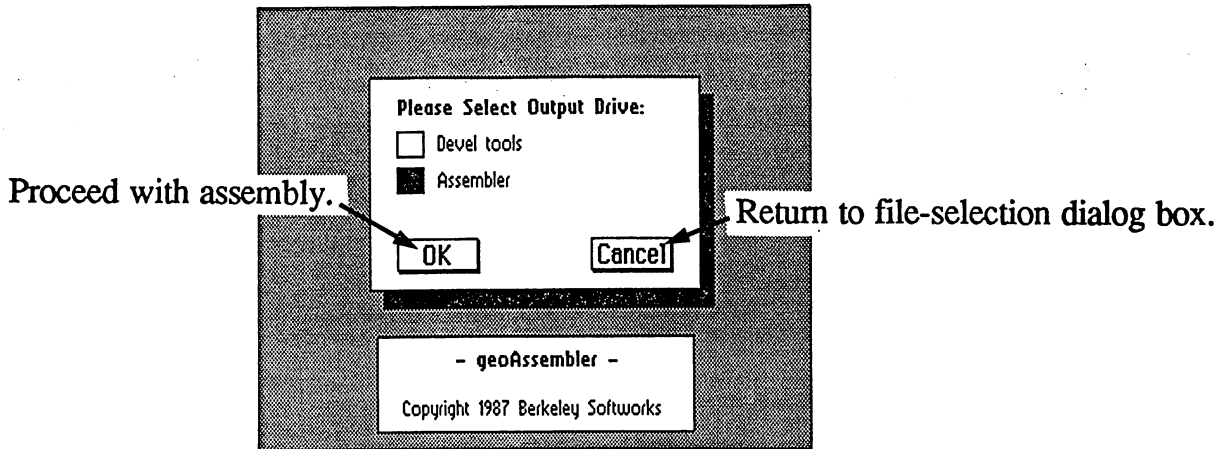 Please Select Output Drive:
Devel tools
Assembler
Proceed with assembly.
Return to file-selection dialog box.
OK
Cancel
- geoAssembler -
Copyright 1987 Berkeley Softworks